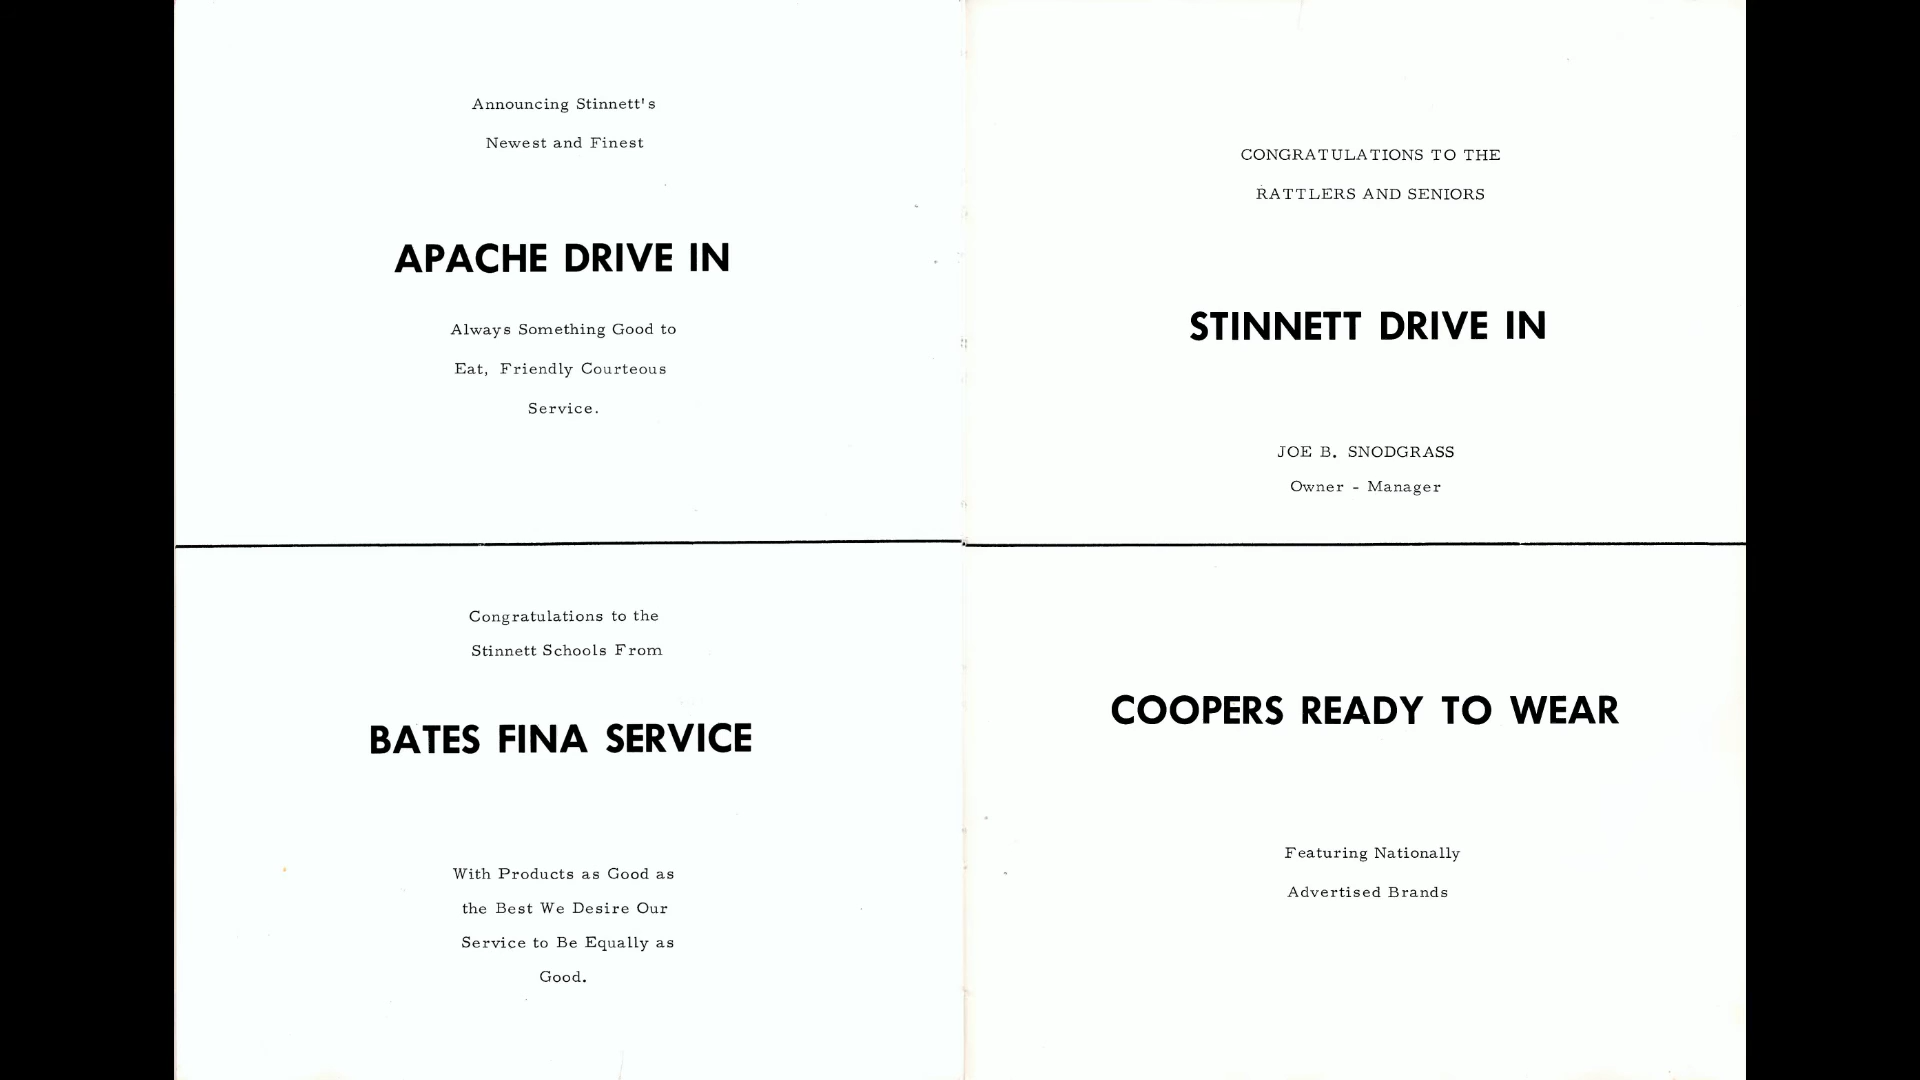 Announcing Stinnett's
Newest and Finest
APACHE DRIVE IN
Always Something Good to
Eat, Friendly Courteous
Service.
Congratulations to the
Stinnett Schools From
BATES FINA SERVICE
With Products as Good as
the Best We Desire Our
Service to Be Equally as
Good.
CONGRATULATIONS TO THE
RATTLERS AND SENIORS
STINNETT DRIVE IN
JOE B. SNODGRASS
Owner - Manager
COOPERS READY TO WEAR
Featuring Nationally
Advertised Brands